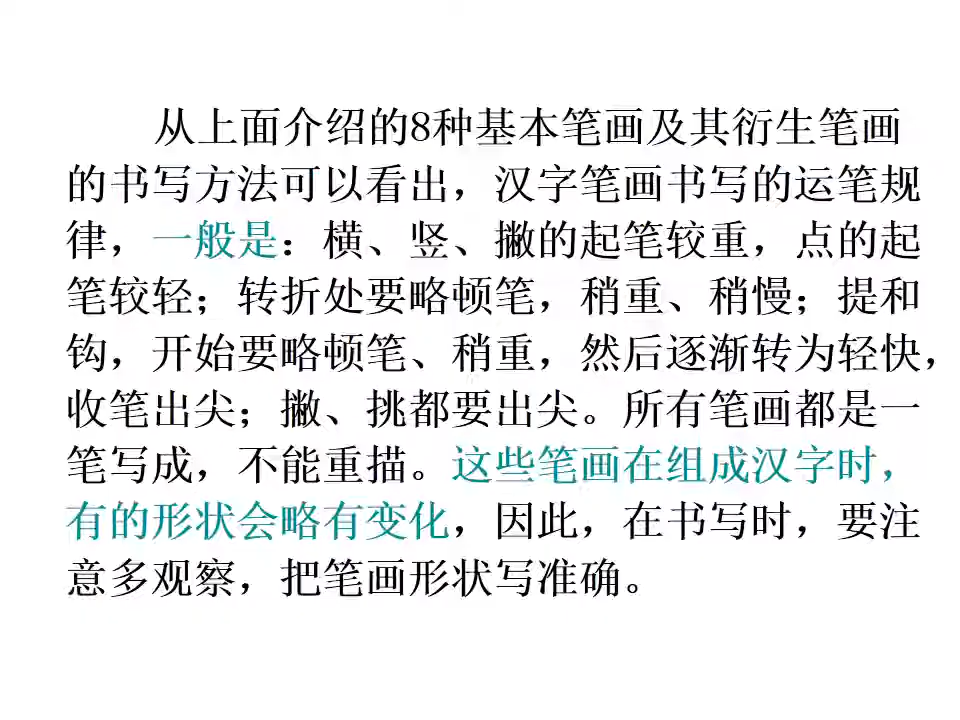 从上面介绍的8种基本笔画及其衍生笔画
的书写方法可以看出，汉字笔画书写的运笔规
律，一般是：横、竖、撇的起笔较重，点的起
笔较轻；转折处要略顿笔，稍重、稍慢；提和
钩，开始要略顿笔、稍重，然后逐渐转为轻快，
收笔出尖；撇、挑都要出尖。所有笔画都是一
笔写成，不能重描。这些笔画在组成汉字时，
有的形状会略有变化，因此，在书写时，要注
意多观察，把笔画形状写准确。